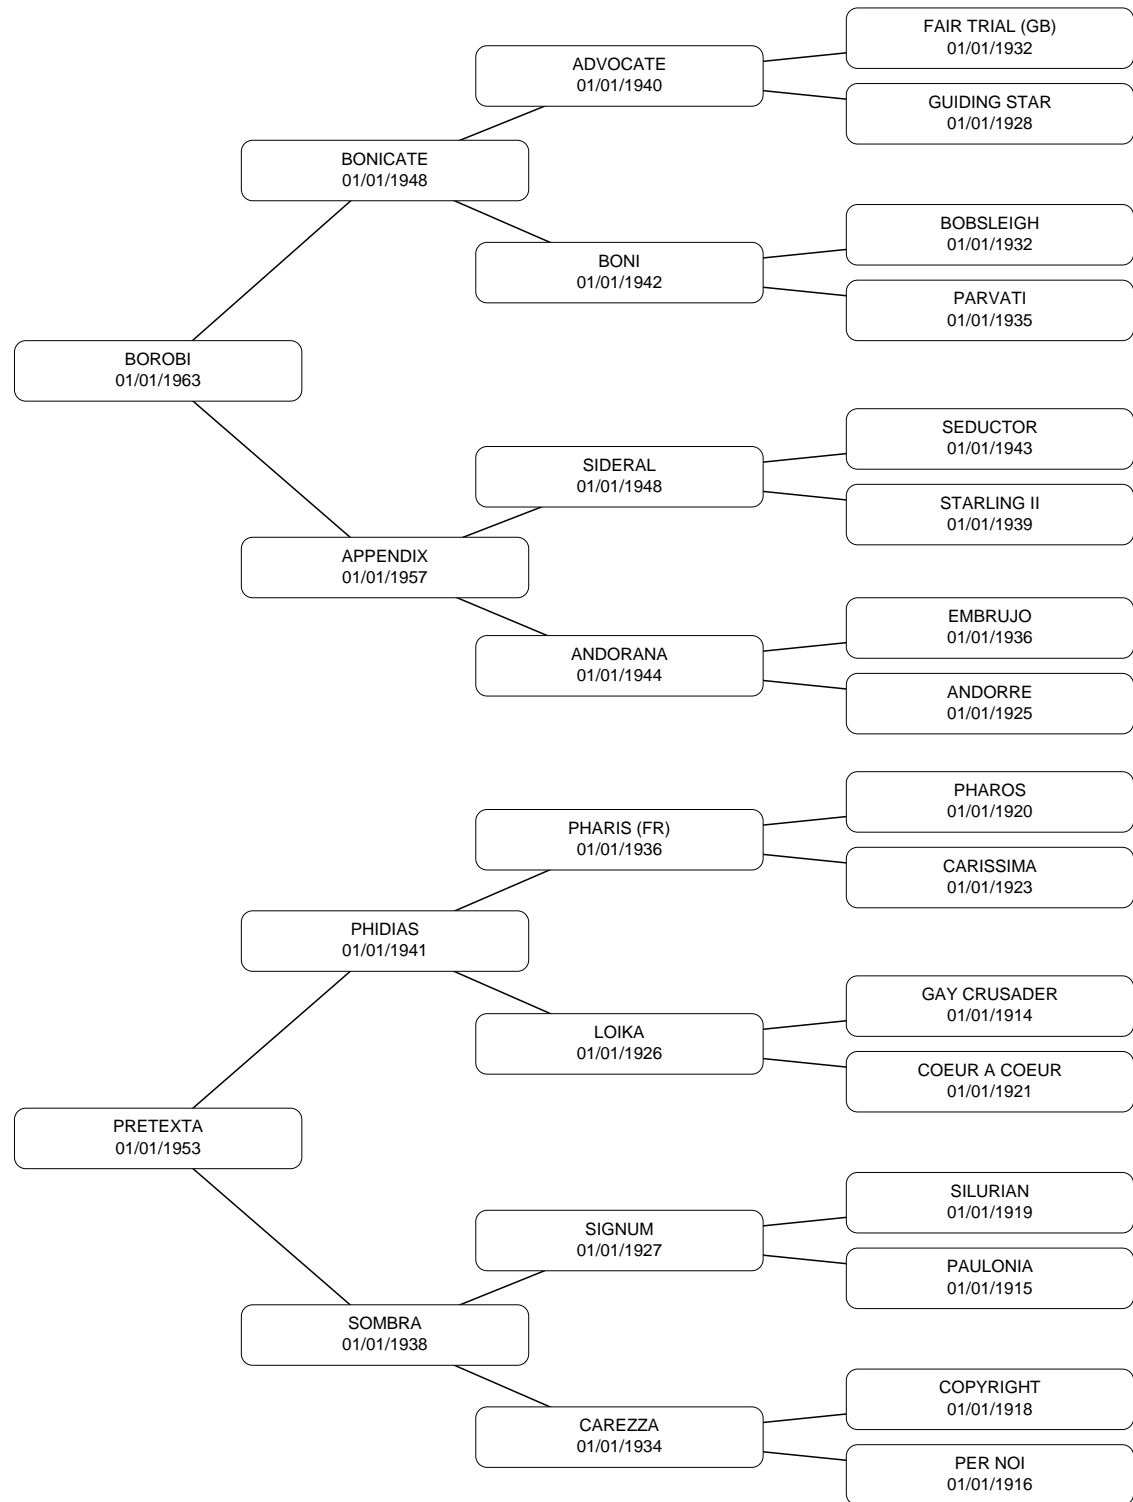 FAIR TRIAL (GB)
01/01/1932
ADVOCATE
01/01/1940
GUIDING STAR
01/01/1928
BONICATE
01/01/1948
BOBSLEIGH
01/01/1932
BONI
01/01/1942
PARVATI
01/01/1935
BOROBI
01/01/1963
SEDUCTOR
01/01/1943
SIDERAL
01/01/1948
STARLING II
01/01/1939
APPENDIX
01/01/1957
EMBRUJO
01/01/1936
ANDORANA
01/01/1944
ANDORRE
01/01/1925
PHAROS
01/01/1920
PHARIS (FR)
01/01/1936
CARISSIMA
01/01/1923
PHIDIAS
01/01/1941
GAY CRUSADER
01/01/1914
LOIKA
01/01/1926
COEUR A COEUR
01/01/1921
PRETEXTA
01/01/1953
SILURIAN
01/01/1919
SIGNUM
01/01/1927
PAULONIA
01/01/1915
SOMBRA
01/01/1938
COPYRIGHT
01/01/1918
CAREZZA
01/01/1934
PER NOI
01/01/1916